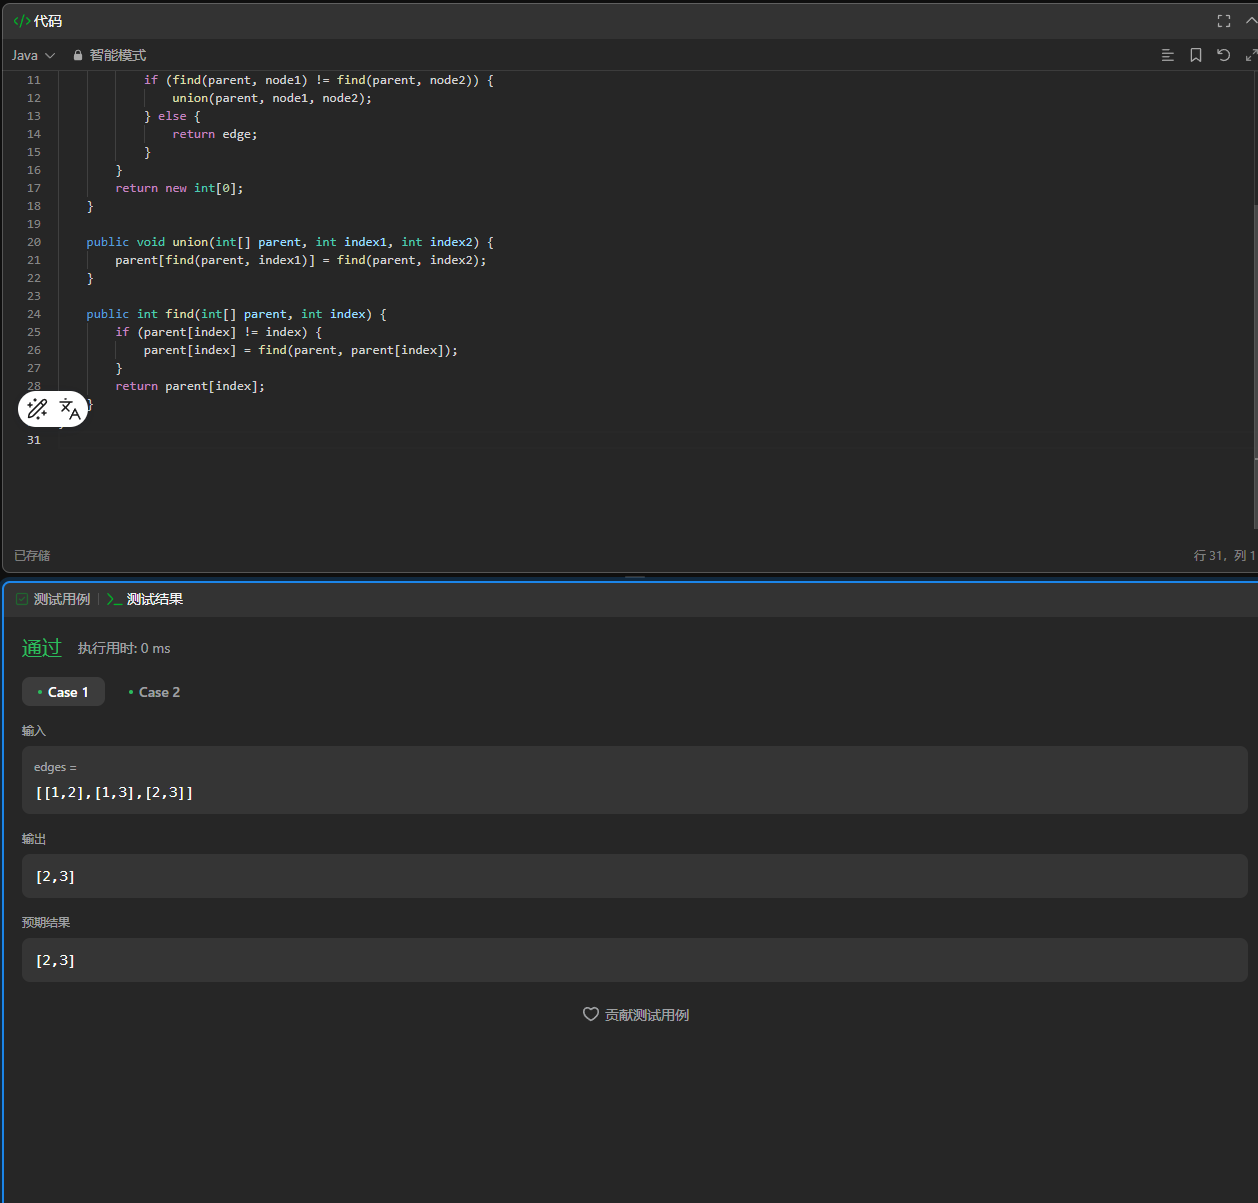 </> 代码
Java 智能模式
11 if (find(parent, node1) != find(parent, node2)) {
12 union(parent, node1, node2);
13 } else {
14 return edge;
15 }
16 }
17 return new int[0];
18 }
19
20 public void union(int[] parent, int index1, int index2) {
21 parent[find(parent, index1)] = find(parent, index2);
22 }
23
24 public int find(int[] parent, int index) {
25 if (parent[index] != index) {
26 parent[index] = find(parent, parent[index]);
27 }
28 return parent[index];
}
31
已存储 行 31，列 1
测试用例 | >_ 测试结果
通过 执行用时: 0 ms
• Case 1 • Case 2
输入
edges =
[[1,2],[1,3],[2,3]]
输出
[2,3]
预期结果
[2,3]
贡献测试用例